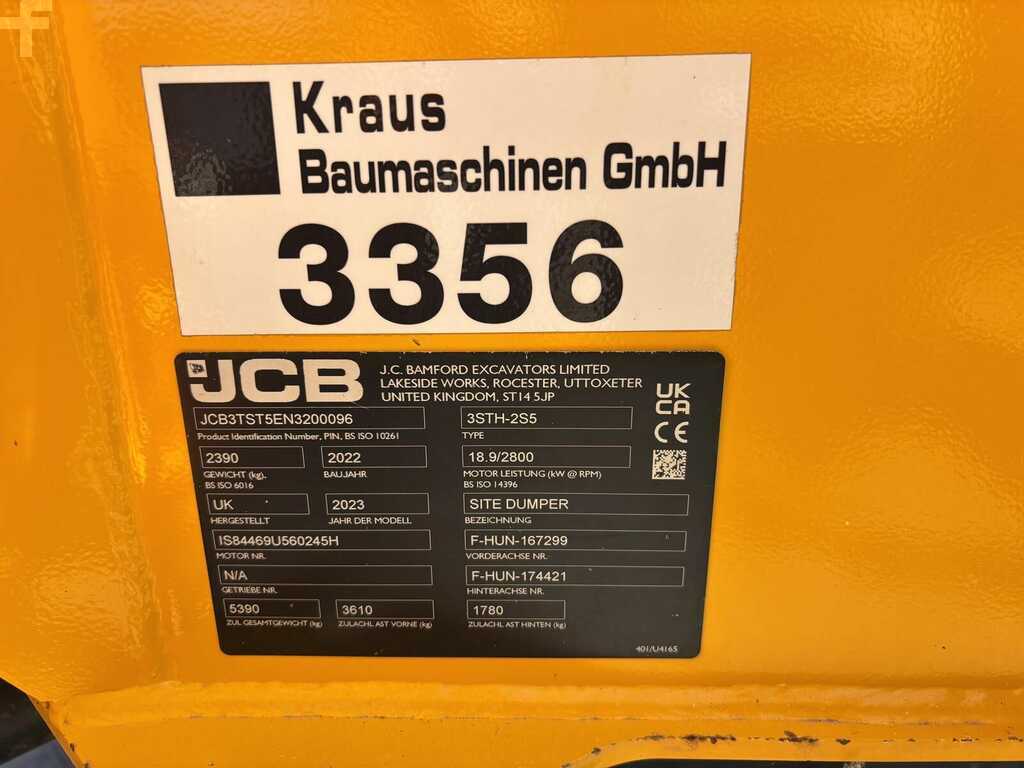 Kraus
Baumaschinen GmbH
3356
JCB
J.C. BAMFORD EXCAVATORS LIMITED
LAKESIDE WORKS, ROCESTER, UTTOXETER
UNITED KINGDOM, ST14 5JP
JCB3TST5EN3200096
Product Identification Number, PIN, BS ISO 10261
3STH-2S5
TYPE
UK
CA
CE
2390
GEWICHT (kg),
BS ISO 6016
2022
BAUJAHR
18.9/2800
MOTOR LEISTUNG (kW @ RPM)
BS ISO 14396
UK
HERGESTELLT
2023
JAHR DER MODELL
SITE DUMPER
BEZEICHNUNG
IS84469U560245H
MOTOR NR.
F-HUN-167299
VORDERACHSE NR.
N/A
GETRIEBE NR.
F-HUN-174421
HINTERACHSE NR.
5390
ZUL GESAMTGEWICHT (kg)
3610
ZULACHL AST VORNE (kg)
1780
ZULACHL AST HINTEN (kg)
401/U4165